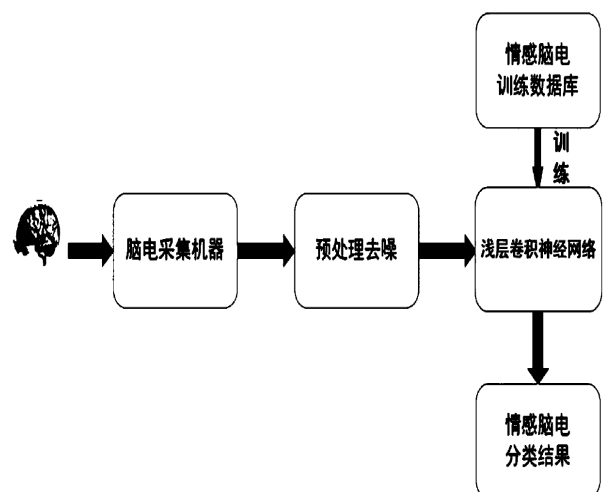 情感脑电
训练数据库
训
练
脑电采集机器
预处理去噪
浅层卷积神经网络
情感脑电
分类结果